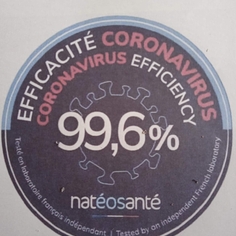 EFFICACITÉ CORONAVIRUS
CORONAVIRUS EFFICIENCY
99,6%
natéosanté
Testé en laboratoire français indépendant | Tested by an independent French laboratory